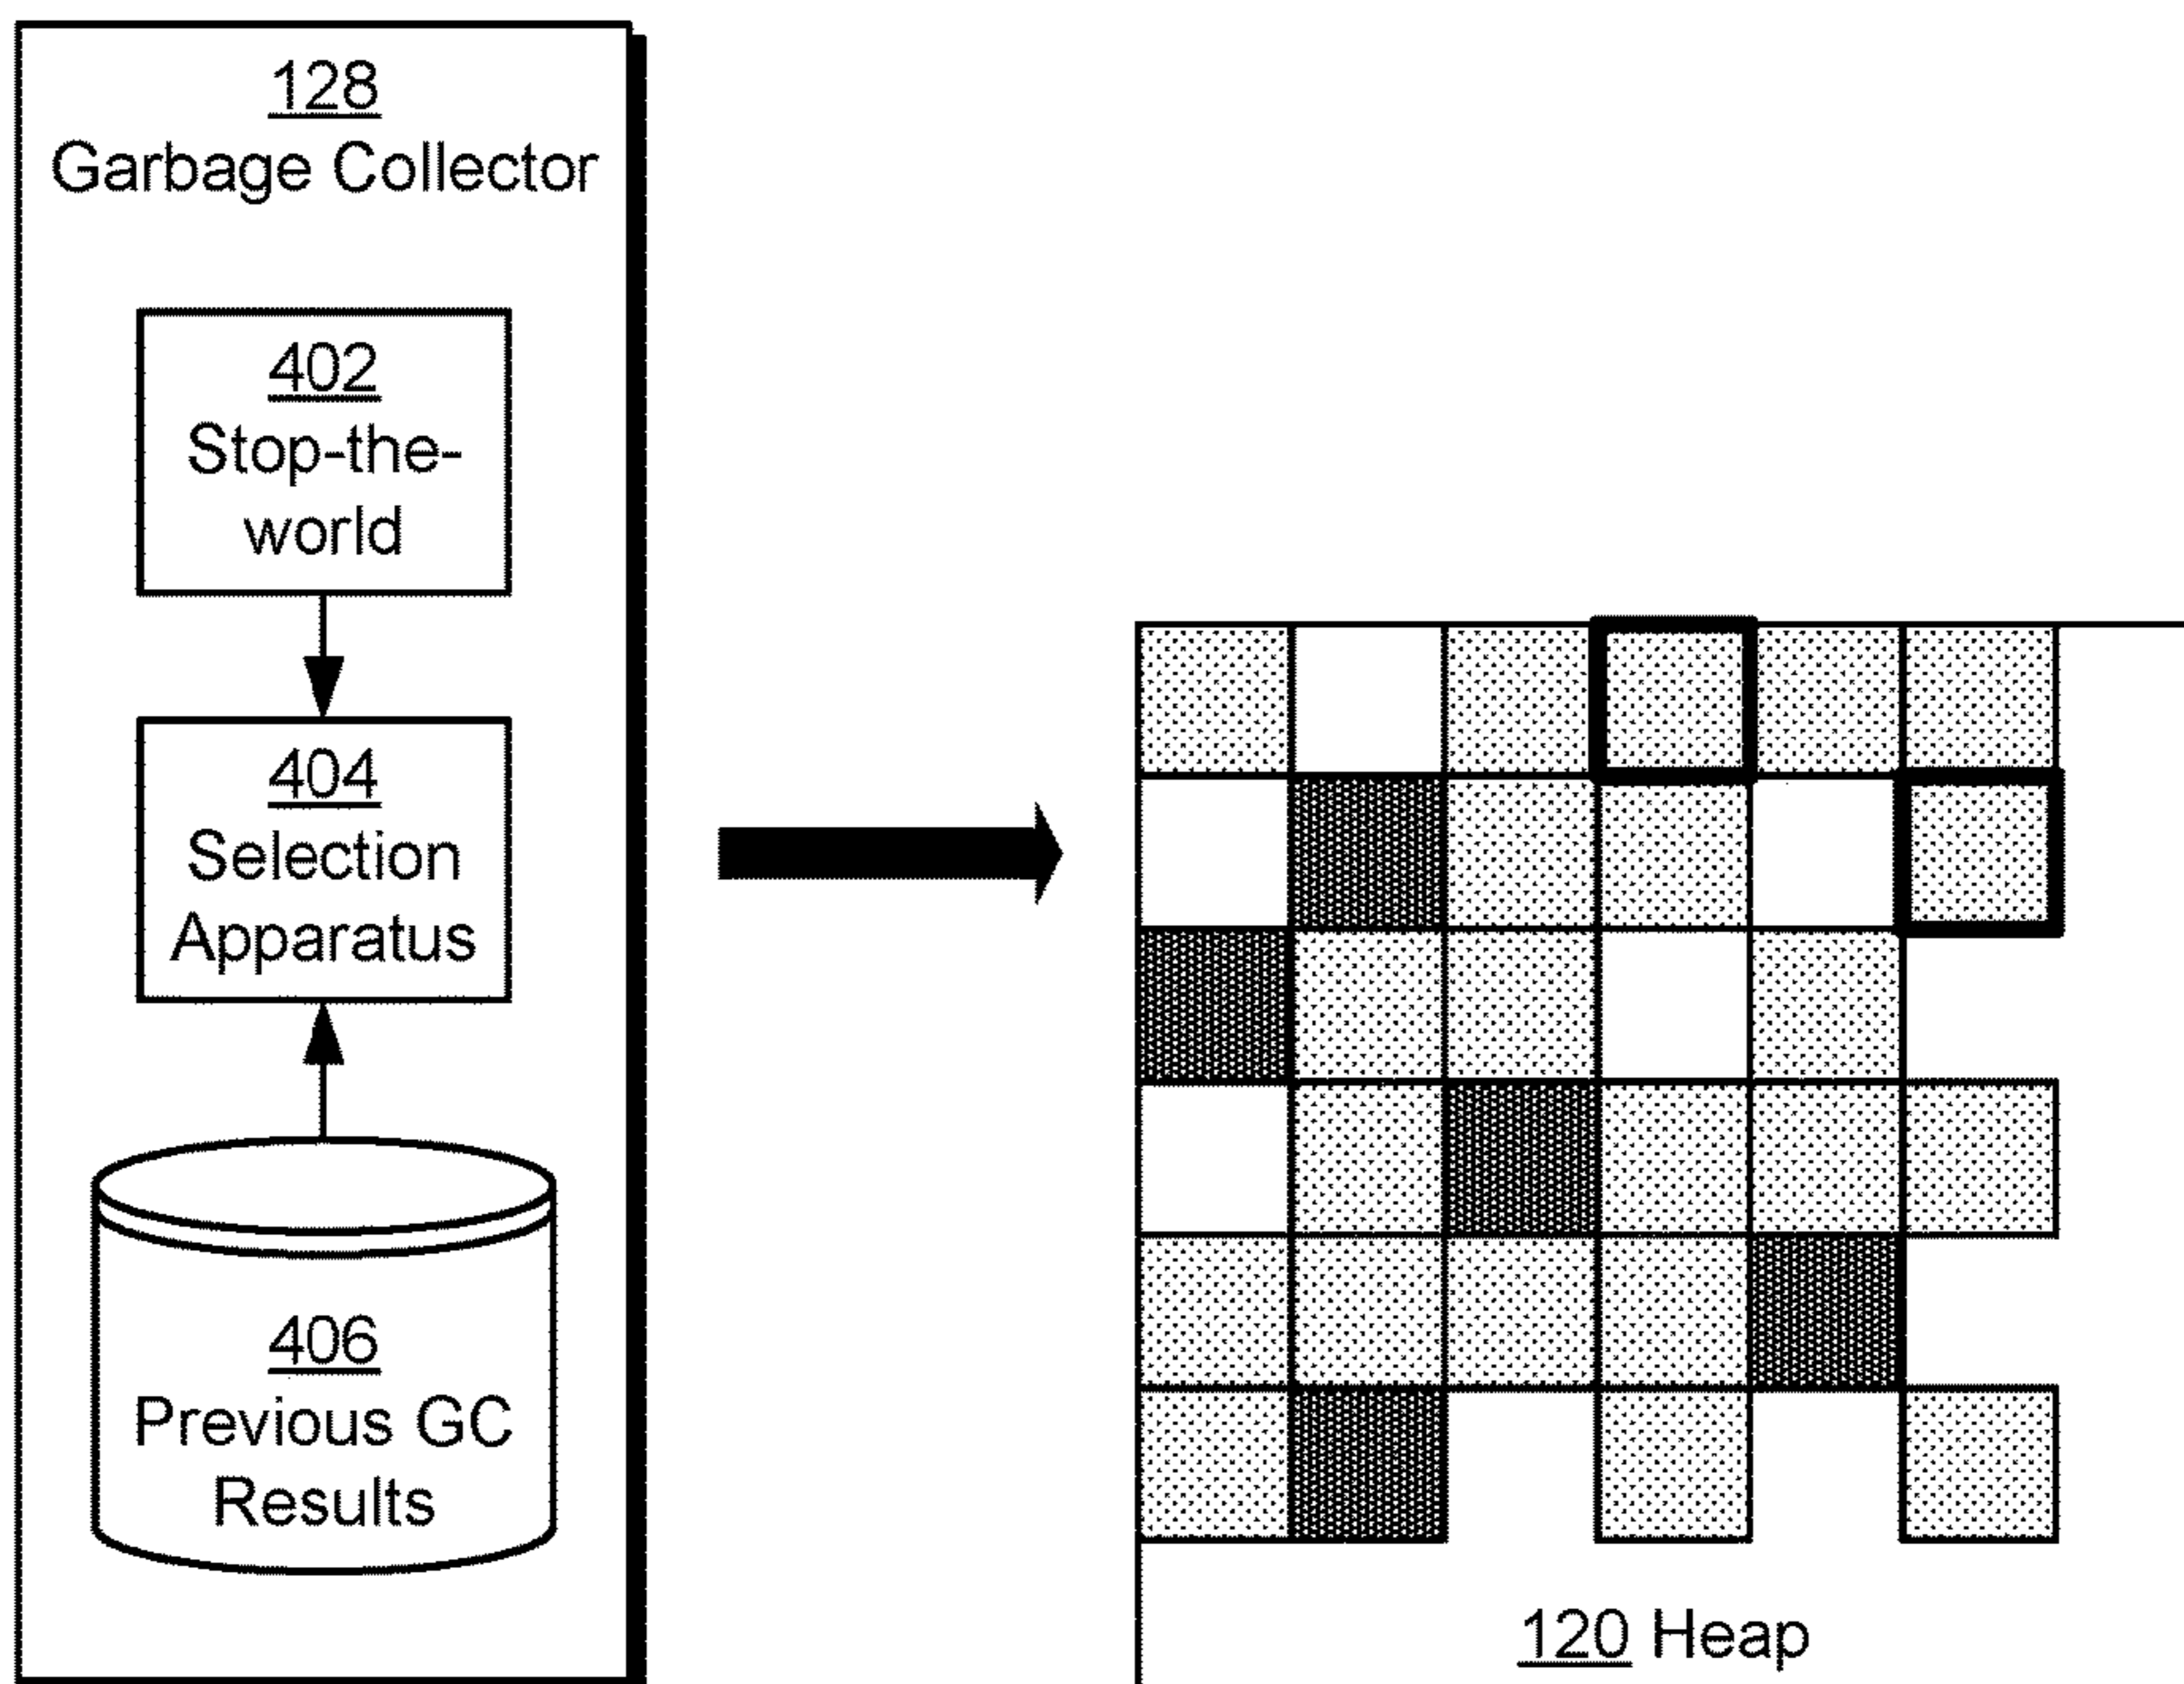 128
Garbage Collector
402
Stop-the-
world
404
Selection
Apparatus
406
Previous GC
Results
120 Heap